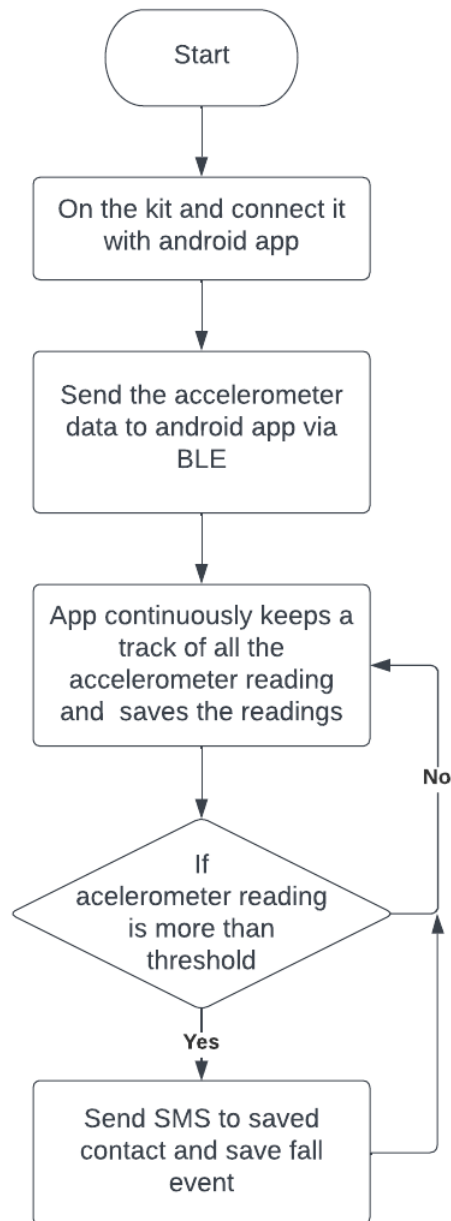 Start
On the kit and connect it
with android app
Send the accelerometer
data to android app via
BLE
App continuously keeps a
track of all the
accelerometer reading
and saves the readings
No
If
acelerometer reading
is more than
threshold
Yes
Send SMS to saved
contact and save fall
event